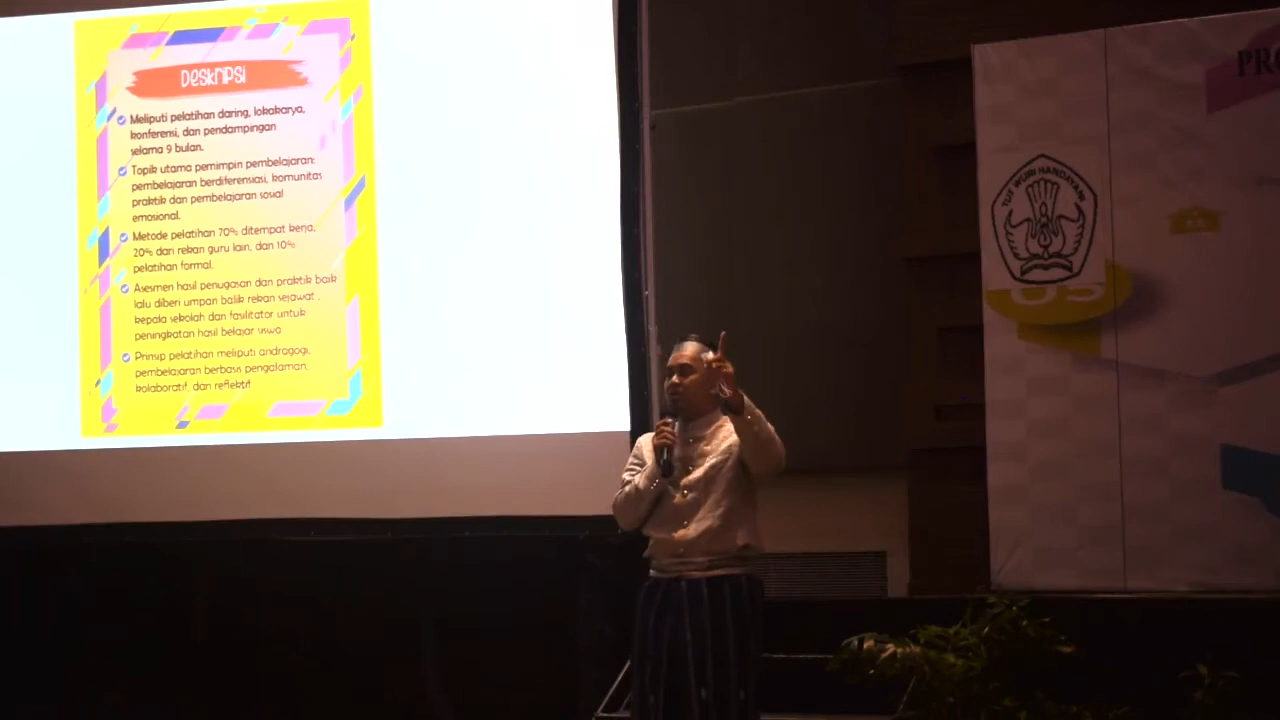 Deskripsi
Meliputi pelatihan daring, lokakarya,
konferensi, dan pendampingan
selama 9 bulan.
Topik utama pemimpin pembelajaran:
pembelajaran berdiferensiasi, komunitas
praktik dan pembelajaran sosial
emosional.
Metode pelatihan 70% ditempat kerja,
20% dari rekan guru lain, dan 10%
pelatihan formal.
Asesmen hasil penugasan dan praktik baik
lalu diberi umpan balik rekan sejawat ,
kepala sekolah dan fasilitator untuk
peningkatan hasil belajar siswa
Prinsip pelatihan meliputi andragogi,
pembelajaran berbasis pengalaman,
kolaboratif, dan reflektif
TUT WURI HANDAYANI